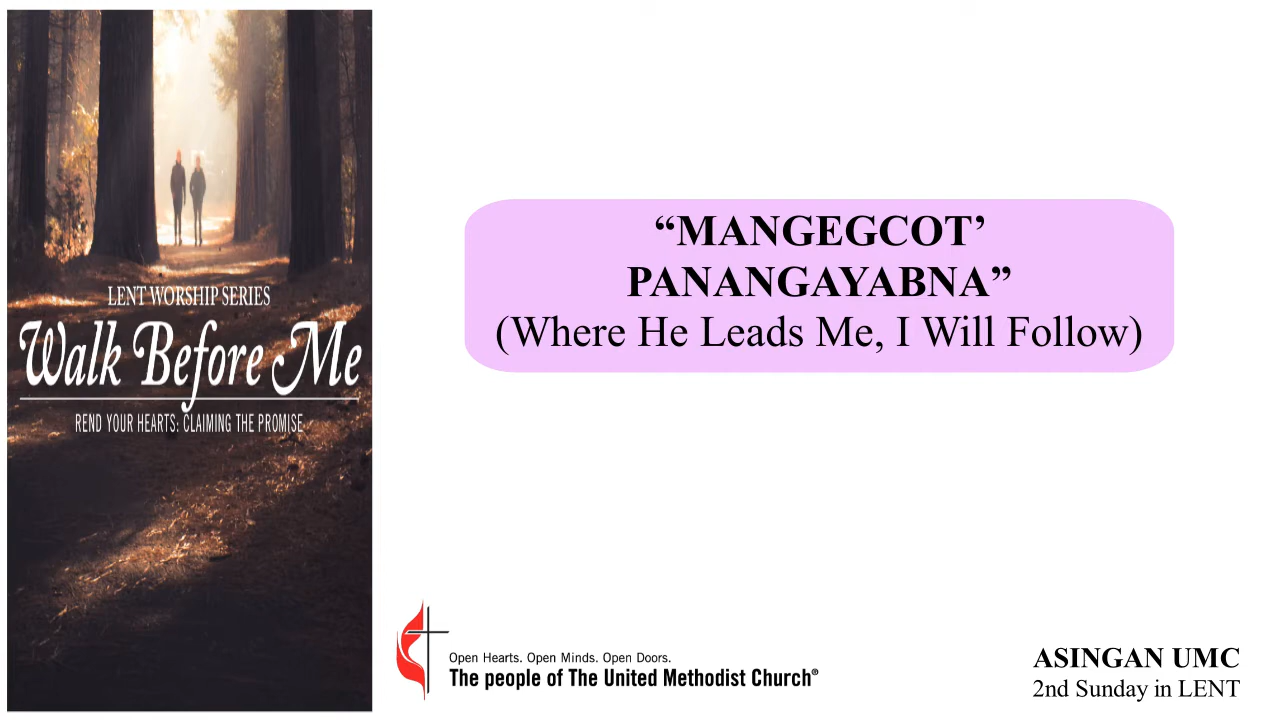 LENT WORSHIP SERIES
Walk Before Me
REND YOUR HEARTS: CLAIMING THE PROMISE
“MANGEGCOT’
PANANGAYABNA”
(Where He Leads Me, I Will Follow)
Open Hearts. Open Minds. Open Doors.
The people of The United Methodist Church®
ASINGAN UMC
2nd Sunday in LENT